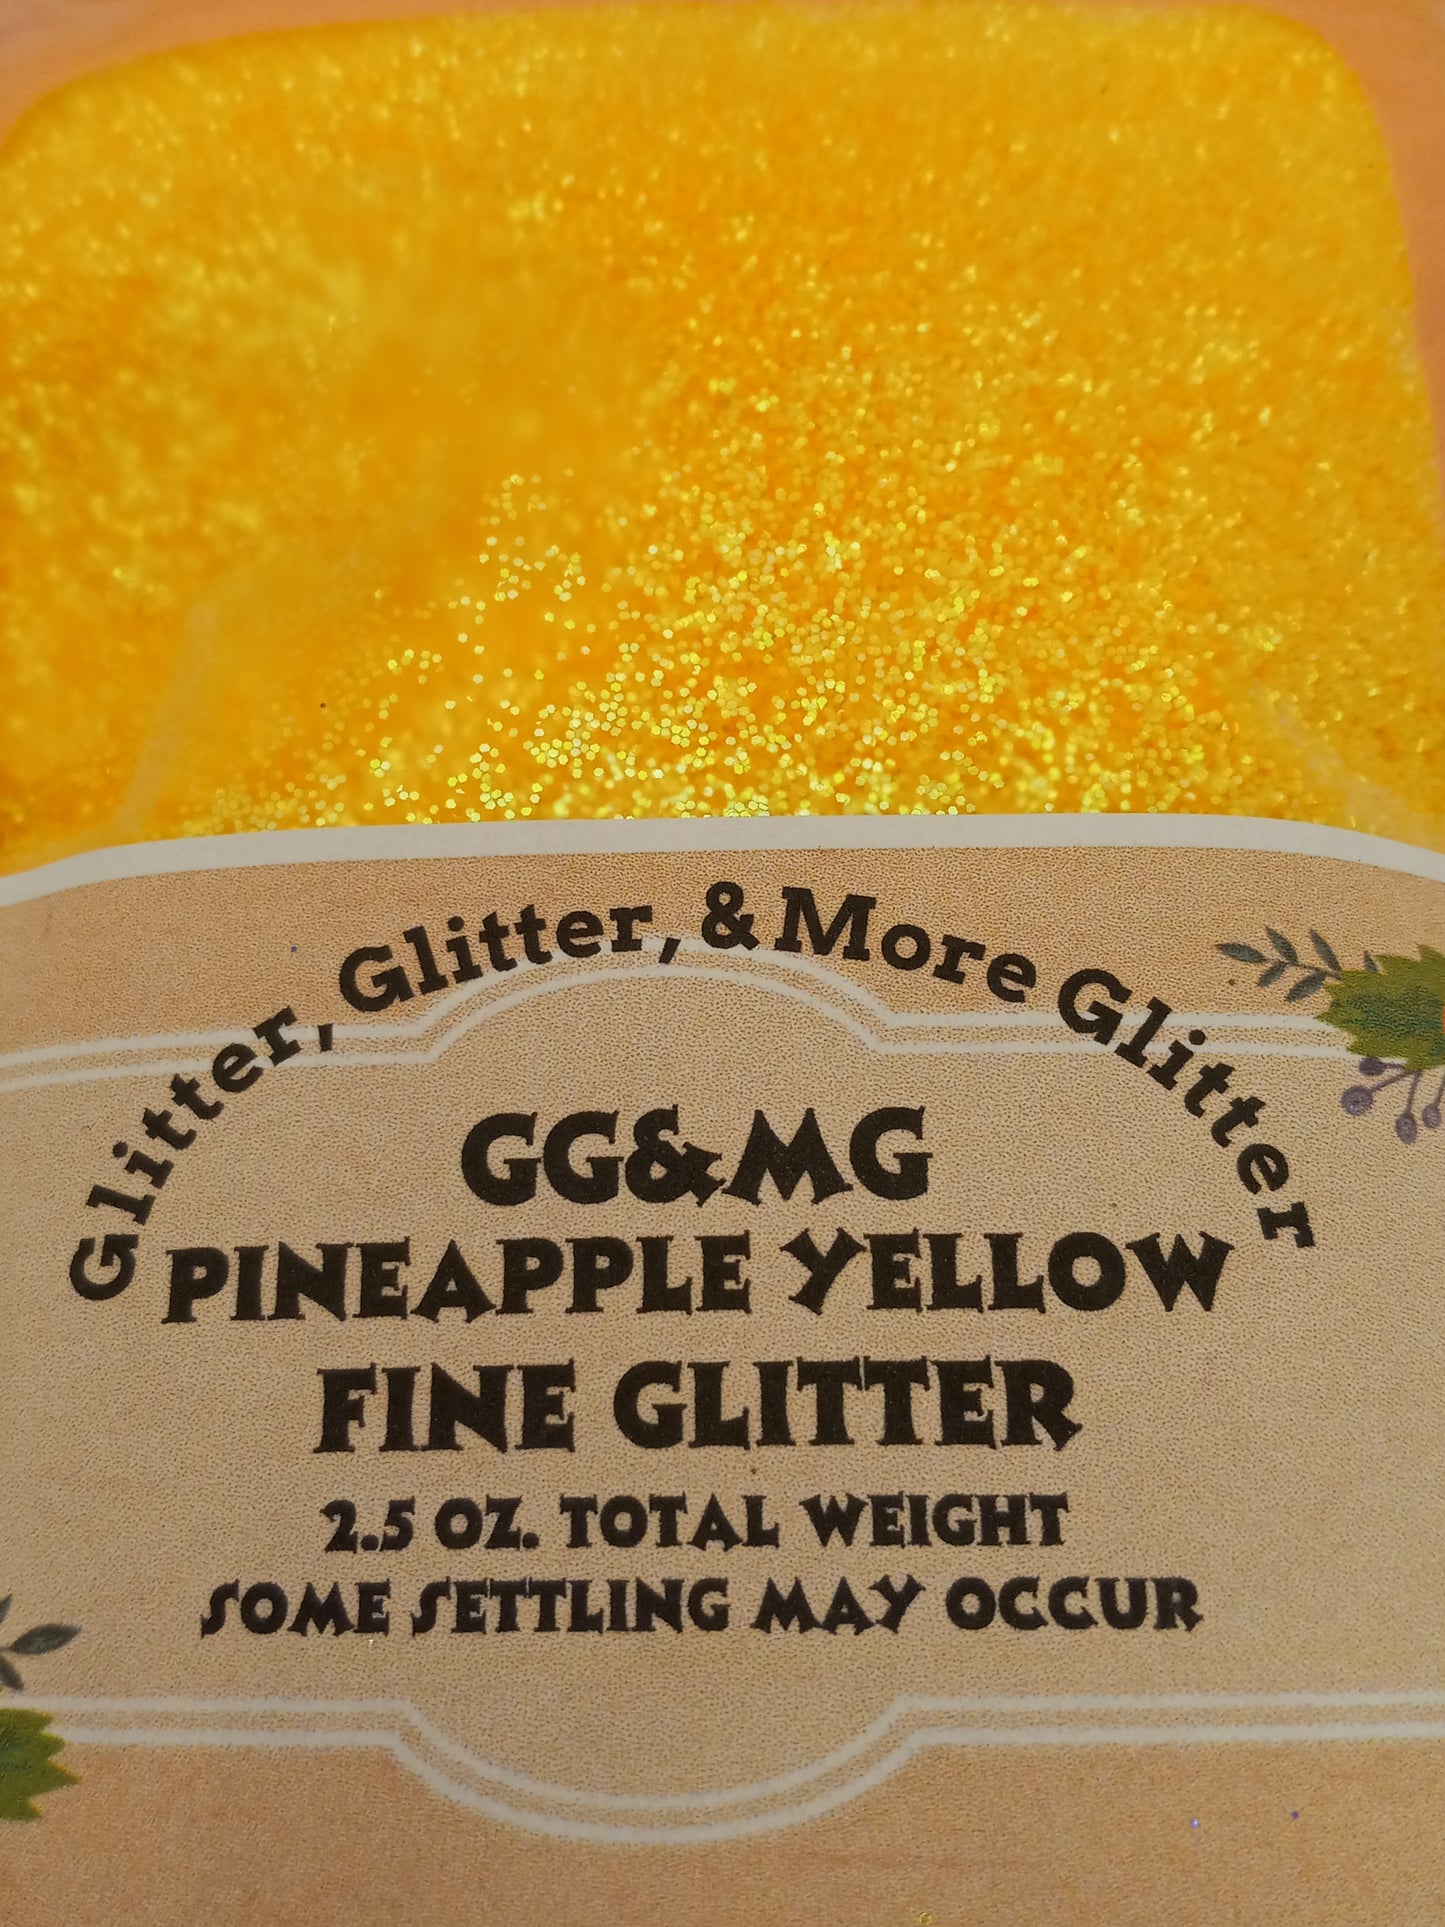 Glitter, Glitter, & More Glitter
GG&MG
PINEAPPLE YELLOW
FINE GLITTER
2.5 OZ. TOTAL WEIGHT
SOME SETTLING MAY OCCUR